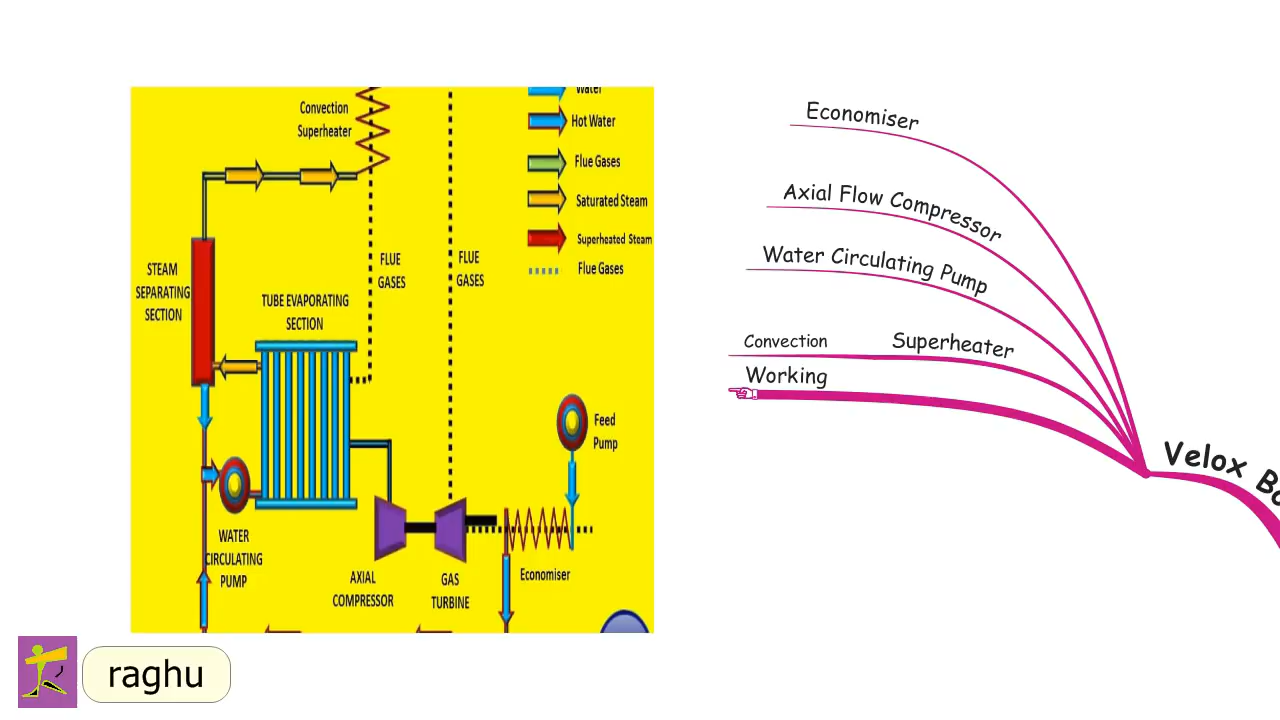 Water
Convection
Superheater
Hot Water
Flue Gases
Saturated Steam
Superheated Steam
Flue Gases
FLUE
GASES
FLUE
GASES
STEAM
SEPARATING
SECTION
TUBE EVAPORATING
SECTION
Feed
Pump
WATER
CIRCULATING
PUMP
AXIAL
COMPRESSOR
GAS
TURBINE
Economiser
Economiser
Axial Flow Compressor
Water Circulating Pump
Convection Superheater
Working
Velox
raghu